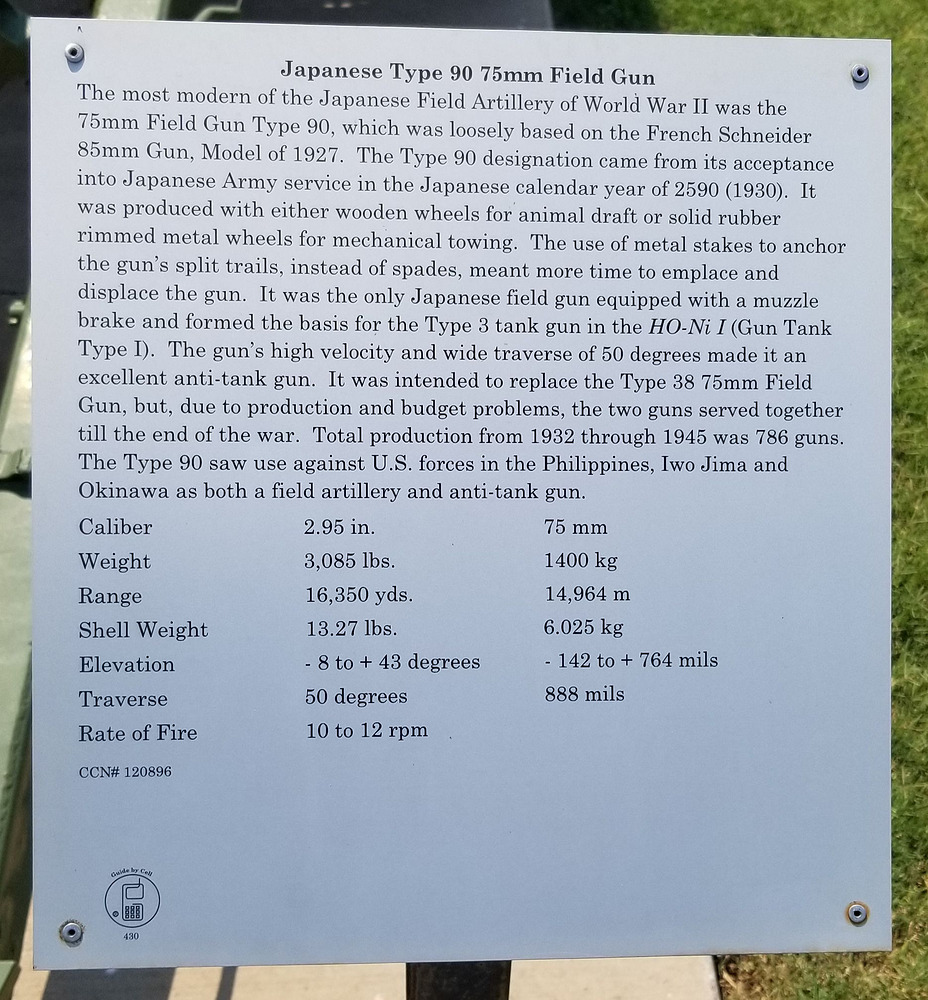 Japanese Type 90 75mm Field Gun
The most modern of the Japanese Field Artillery of World War II was the
75mm Field Gun Type 90, which was loosely based on the French Schneider
85mm Gun, Model of 1927.  The Type 90 designation came from its acceptance
into Japanese Army service in the Japanese calendar year of 2590 (1930).  It
was produced with either wooden wheels for animal draft or solid rubber
rimmed metal wheels for mechanical towing.  The use of metal stakes to anchor
the gun's split trails, instead of spades, meant more time to emplace and
displace the gun.  It was the only Japanese field gun equipped with a muzzle
brake and formed the basis for the Type 3 tank gun in the HO-Ni I (Gun Tank
Type I).  The gun's high velocity and wide traverse of 50 degrees made it an
excellent anti-tank gun.  It was intended to replace the Type 38 75mm Field
Gun, but, due to production and budget problems, the two guns served together
till the end of the war.  Total production from 1932 through 1945 was 786 guns.
The Type 90 saw use against U.S. forces in the Philippines, Iwo Jima and
Okinawa as both a field artillery and anti-tank gun.
Caliber 2.95 in. 75 mm
Weight 3,085 lbs. 1400 kg
Range 16,350 yds. 14,964 m
Shell Weight 13.27 lbs. 6.025 kg
Elevation - 8 to + 43 degrees - 142 to + 764 mils
Traverse 50 degrees 888 mils
Rate of Fire 10 to 12 rpm
CCN# 120896
Guide by Cell
430